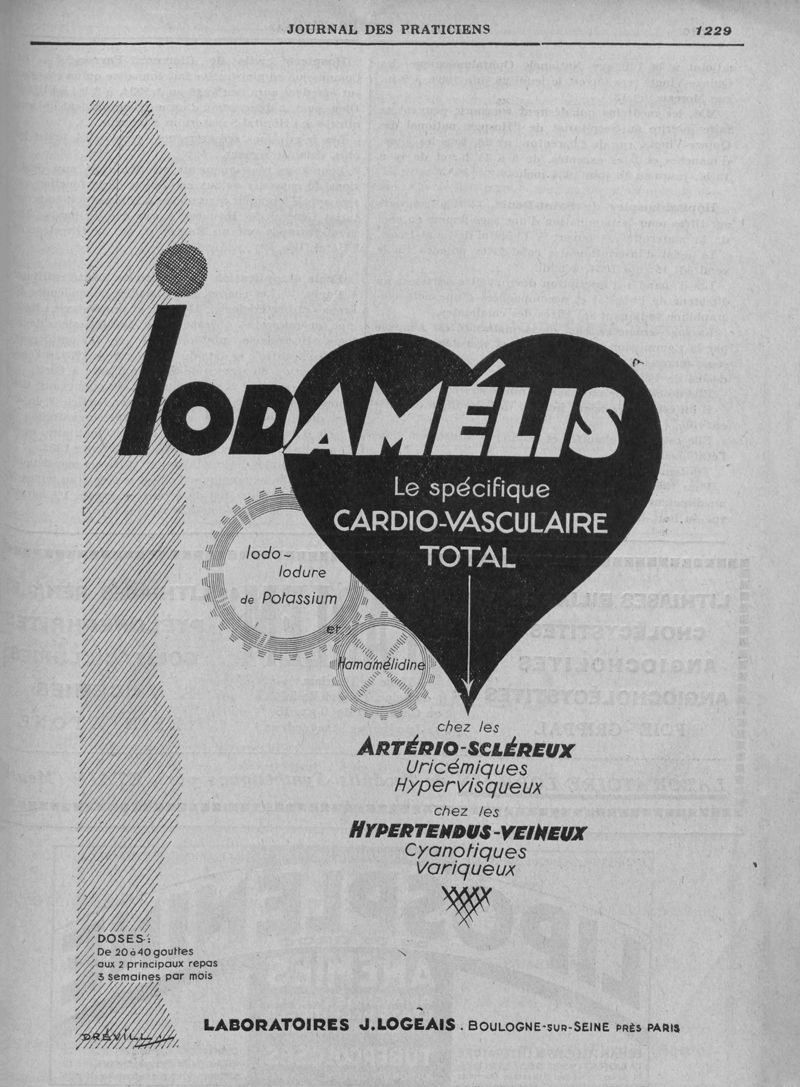 JOURNAL DES PRATICIENS
1229
IODAMÉLIS
Le spécifique
CARDIO-VASCULAIRE
TOTAL
Iodo-
Iodure
de Potassium
et
Hamamélidine
chez les
ARTÉRIO-SCLÉREUX
Uricémiques
Hypervisqueux
chez les
HYPERTENDUS-VEINEUX
Cyanotiques
Variqueux
DOSES :
De 20 à 40 gouttes
aux 2 principaux repas
3 semaines par mois
DRÉVILL
LABORATOIRES J. LOGEAIS . BOULOGNE-SUR-SEINE PRÈS PARIS